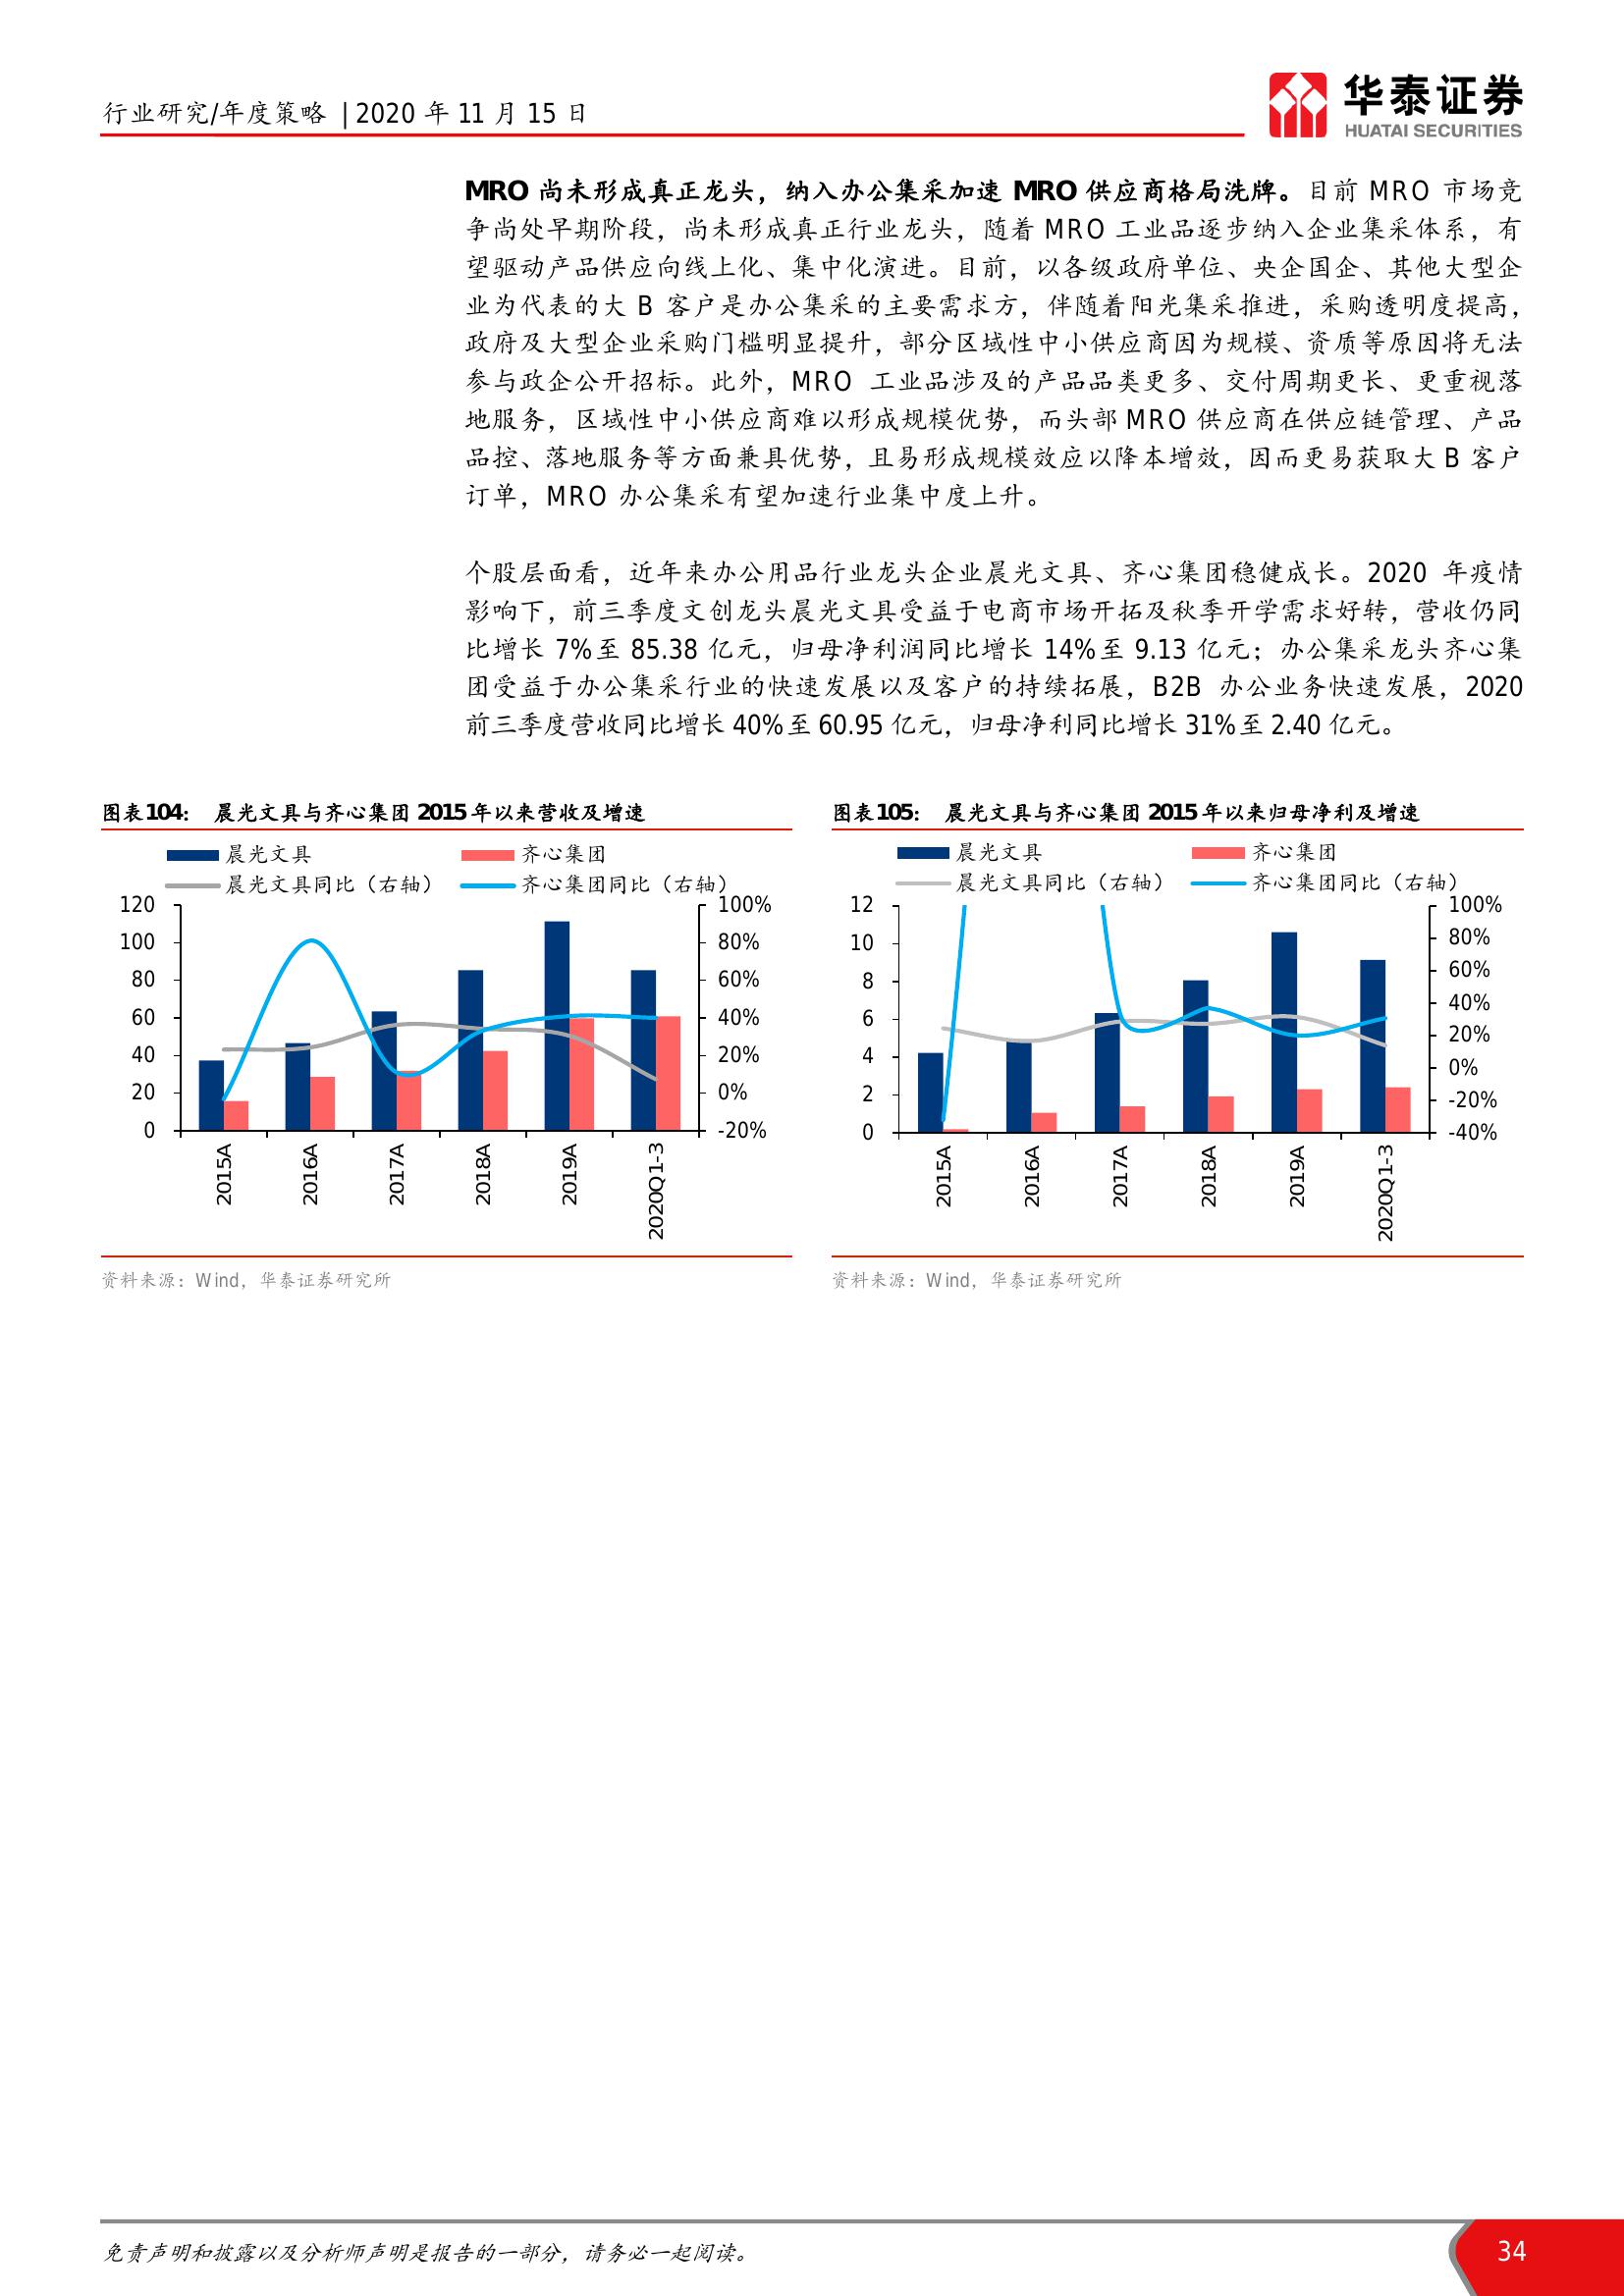 行业研究/年度策略 | 2020 年 11 月 15 日
华泰证券
HUATAI SECURITIES
MRO 尚未形成真正龙头，纳入办公集采加速 MRO 供应商格局洗牌。目前 MRO 市场竞
争尚处早期阶段，尚未形成真正行业龙头，随着 MRO 工业品逐步纳入企业集采体系，有
望驱动产品供应向线上化、集中化演进。目前，以各级政府单位、央企国企、其他大型企
业为代表的大 B 客户是办公集采的主要需求方，伴随着阳光集采推进，采购透明度提高，
政府及大型企业采购门槛明显提升，部分区域性中小供应商因为规模、资质等原因将无法
参与政企公开招标。此外，MRO 工业品涉及的产品品类更多、交付周期更长、更重视落
地服务，区域性中小供应商难以形成规模优势，而头部 MRO 供应商在供应链管理、产品
品控、落地服务等方面兼具优势，且易形成规模效应以降本增效，因而更易获取大 B 客户
订单，MRO 办公集采有望加速行业集中度上升。
个股层面看，近年来办公用品行业龙头企业晨光文具、齐心集团稳健成长。2020 年疫情
影响下，前三季度文创龙头晨光文具受益于电商市场开拓及秋季开学需求好转，营收仍同
比增长 7%至 85.38 亿元，归母净利润同比增长 14%至 9.13 亿元；办公集采龙头齐心集
团受益于办公集采行业的快速发展以及客户的持续拓展，B2B 办公业务快速发展，2020
前三季度营收同比增长 40%至 60.95 亿元，归母净利同比增长 31%至 2.40 亿元。
图表104： 晨光文具与齐心集团 2015 年以来营收及增速
晨光文具 齐心集团
晨光文具同比（右轴） 齐心集团同比（右轴）
120 100%
100 80%
80 60%
60 40%
40 20%
20 0%
0 -20%
2015A 2016A 2017A 2018A 2019A 2020Q1-3
资料来源：Wind，华泰证券研究所
图表105： 晨光文具与齐心集团 2015 年以来归母净利及增速
晨光文具 齐心集团
晨光文具同比（右轴） 齐心集团同比（右轴）
12 100%
10 80%
8 60%
6 40%
4 20%
2 0%
0 -20%
-40%
2015A 2016A 2017A 2018A 2019A 2020Q1-3
资料来源：Wind，华泰证券研究所
免责声明和披露以及分析师声明是报告的一部分，请务必一起阅读。
34